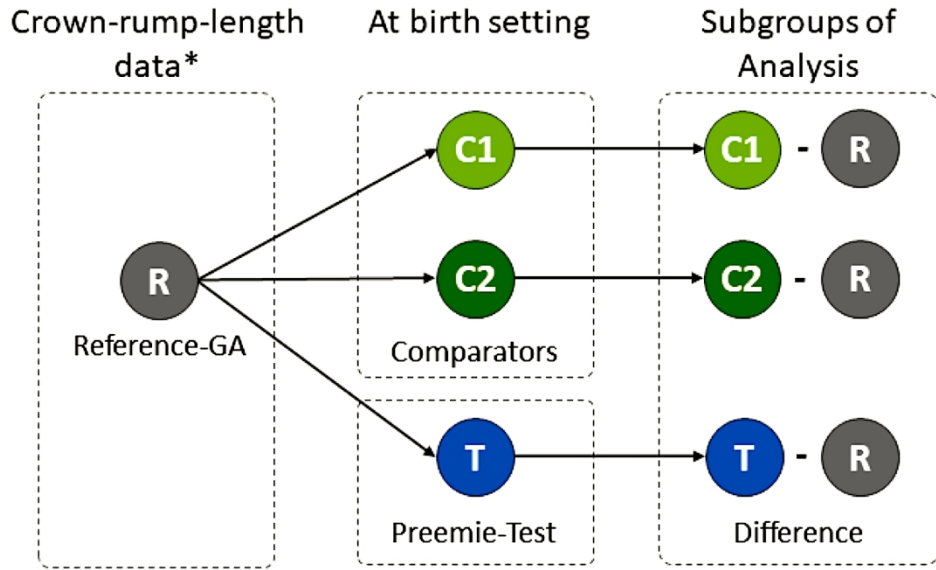 Crown-rump-length
data*
At birth setting
Subgroups of
Analysis
C1
C1 - R
R
C2
C2 - R
Reference-GA
Comparators
T
T - R
Preemie-Test
Difference